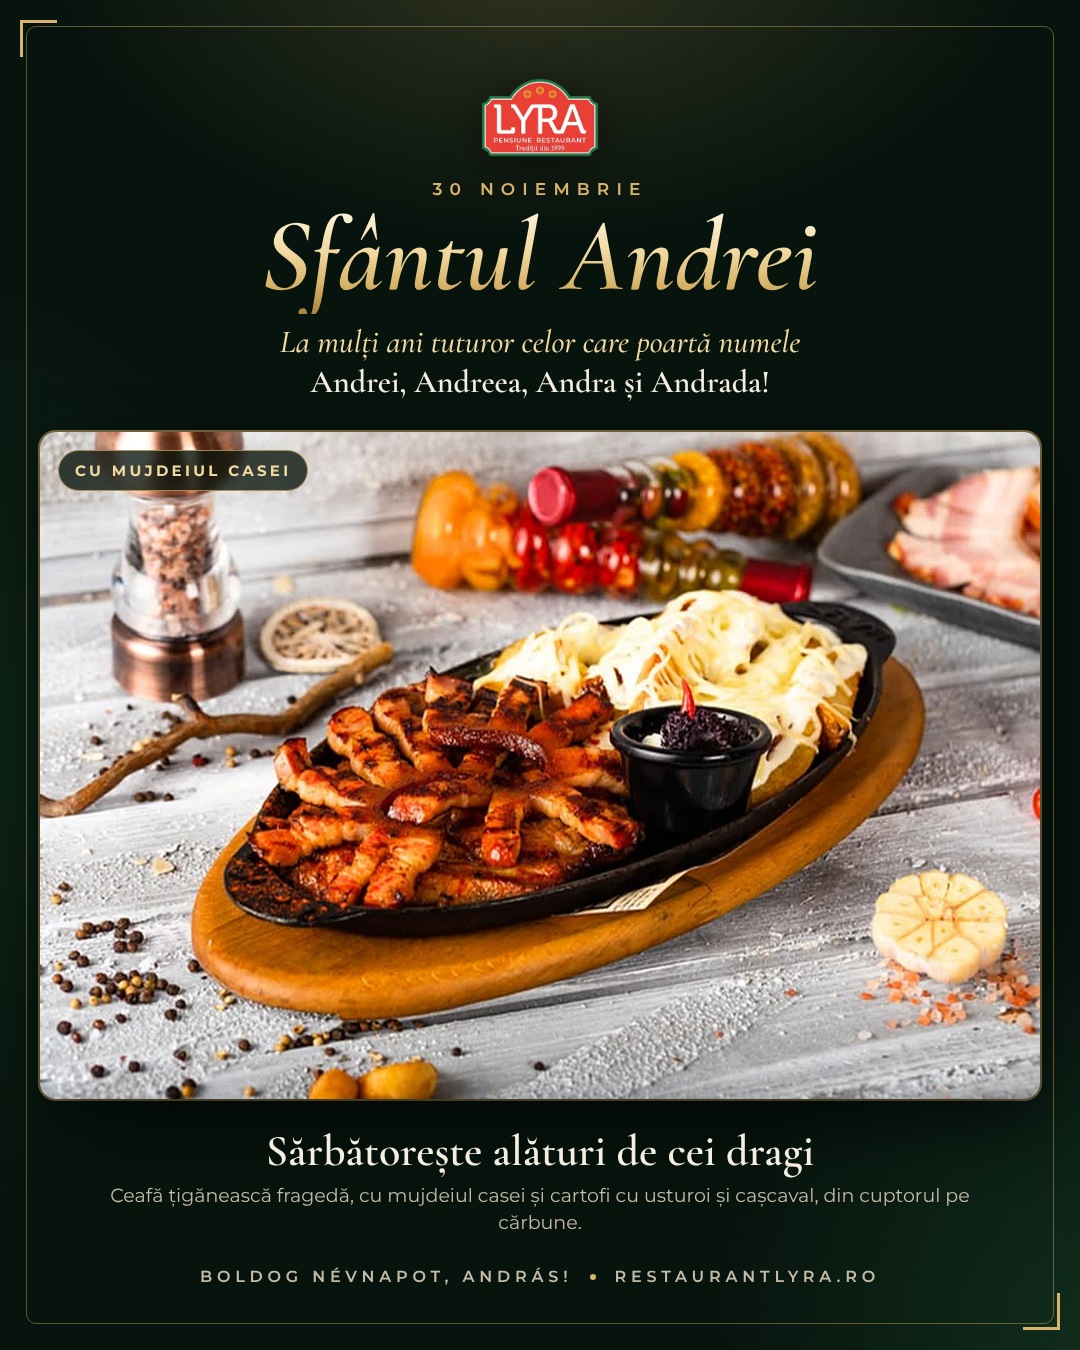 LYRA
PENSIUNE RESTAURANT
Tradiții din 1999
30 NOIEMBRIE
Sfântul Andrei
La mulți ani tuturor celor care poartă numele
Andrei, Andreea, Andra și Andrada!
CU MUJDEIUL CASEI
Sărbătorește alături de cei dragi
Ceafă țigănească fragedă, cu mujdeiul casei și cartofi cu usturoi și cașcaval, din cuptorul pe
cărbune.
BOLDOG NÉVNAPOT, ANDRÁS! • RESTAURANTLYRA.RO